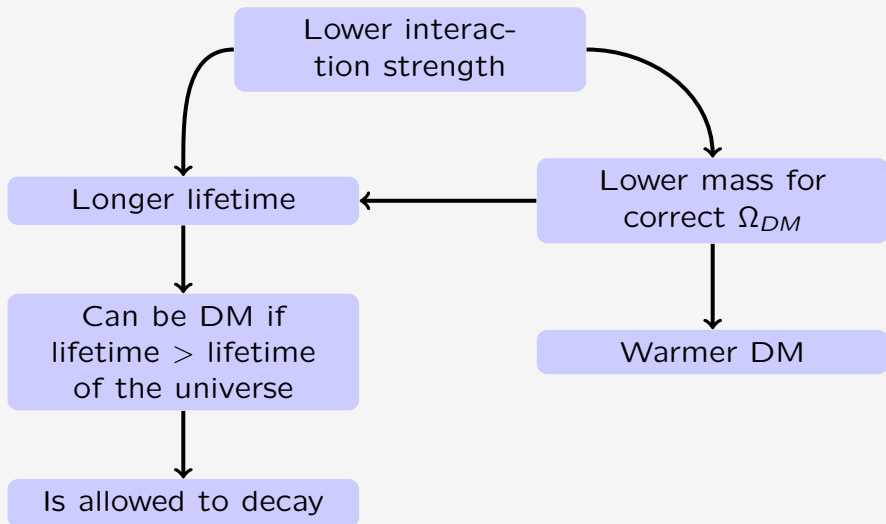 Lower interac-
tion strength
Longer lifetime
Lower mass for
correct Ω_DM
Can be DM if
lifetime > lifetime
of the universe
Warmer DM
Is allowed to decay